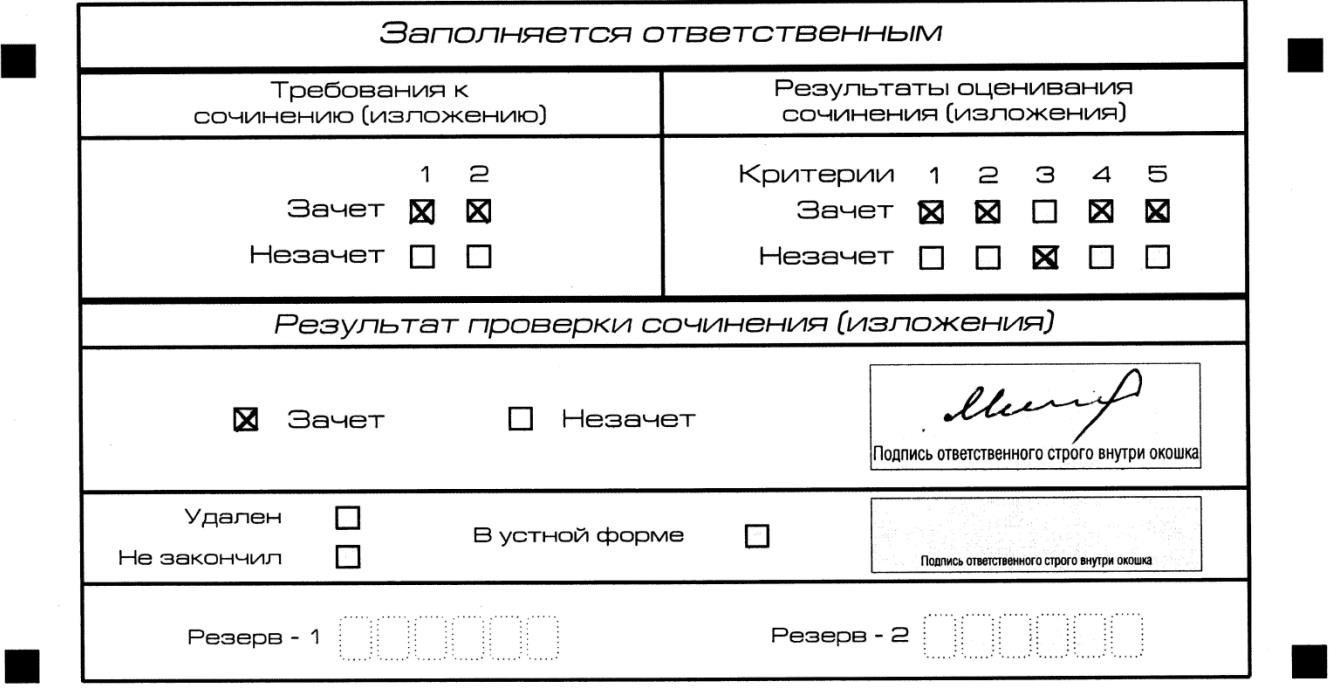 Заполняется ответственным
Требования к
сочинению (изложению)
Результаты оценивания
сочинения (изложения)
1 2
Зачет
Незачет
Критерии 1 2 3 4 5
Зачет
Незачет
Результат проверки сочинения (изложения)
Зачет
Незачет
Подпись ответственного строго внутри окошка
Удален
Не закончил
В устной форме
Подпись ответственного строго внутри окошка
Резерв - 1
Резерв - 2